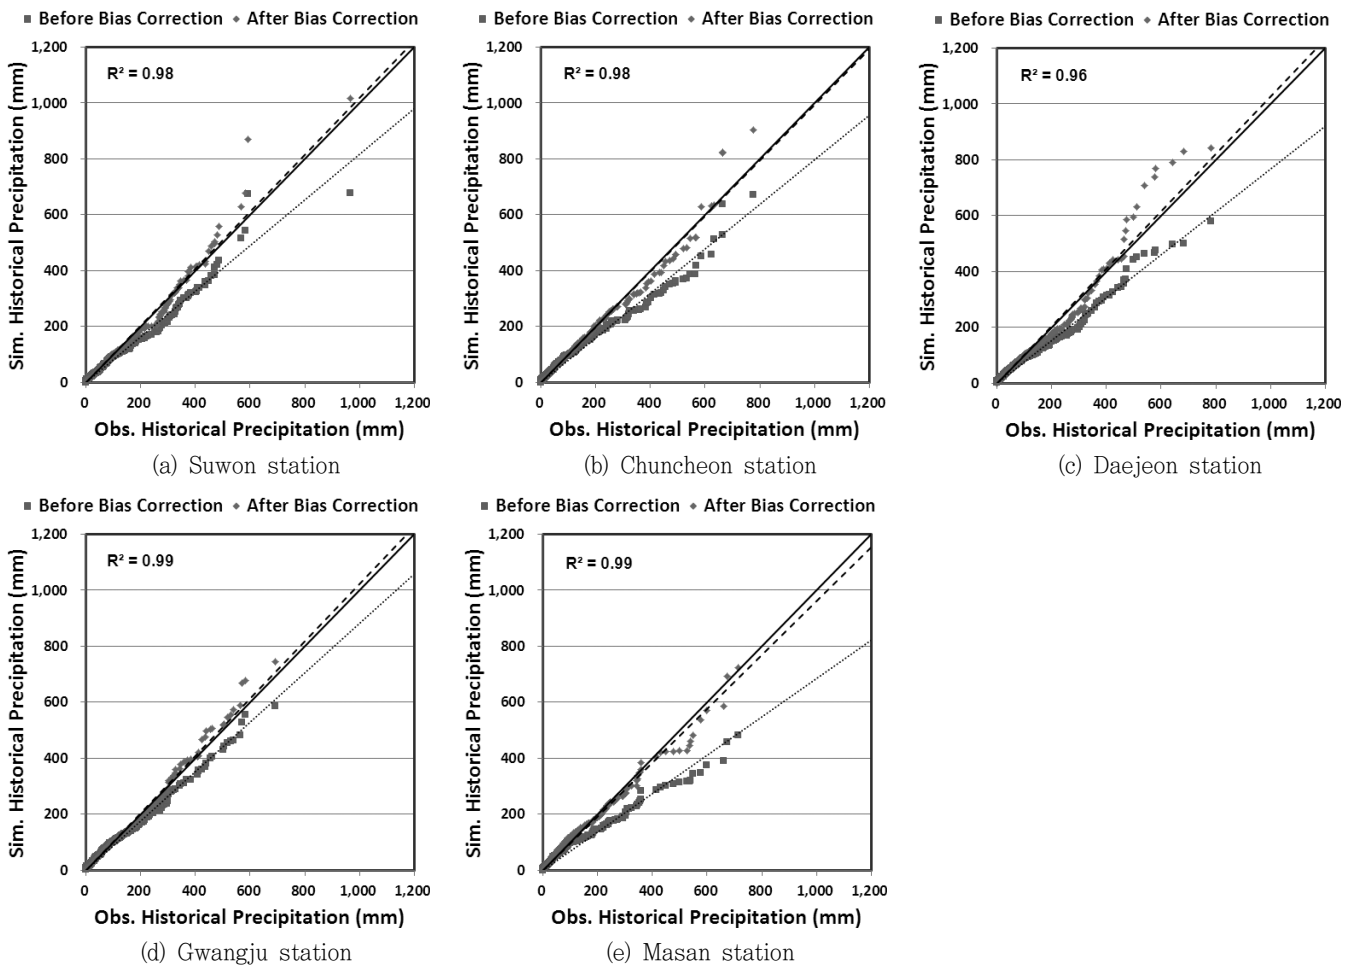 Before Bias Correction After Bias Correction
R² = 0.98
Sim. Historical Precipitation (mm)
1,200
1,000
800
600
400
200
0
0 200 400 600 800 1,000 1,200
Obs. Historical Precipitation (mm)
(a) Suwon station
Before Bias Correction After Bias Correction
R² = 0.98
Sim. Historical Precipitation (mm)
1,200
1,000
800
600
400
200
0
0 200 400 600 800 1,000 1,200
Obs. Historical Precipitation (mm)
(b) Chuncheon station
Before Bias Correction After Bias Correction
R² = 0.96
Sim. Historical Precipitation (mm)
1,200
1,000
800
600
400
200
0
0 200 400 600 800 1,000 1,200
Obs. Historical Precipitation (mm)
(c) Daejeon station
Before Bias Correction After Bias Correction
R² = 0.99
Sim. Historical Precipitation (mm)
1,200
1,000
800
600
400
200
0
0 200 400 600 800 1,000 1,200
Obs. Historical Precipitation (mm)
(d) Gwangju station
Before Bias Correction After Bias Correction
R² = 0.99
Sim. Historical Precipitation (mm)
1,200
1,000
800
600
400
200
0
0 200 400 600 800 1,000 1,200
Obs. Historical Precipitation (mm)
(e) Masan station